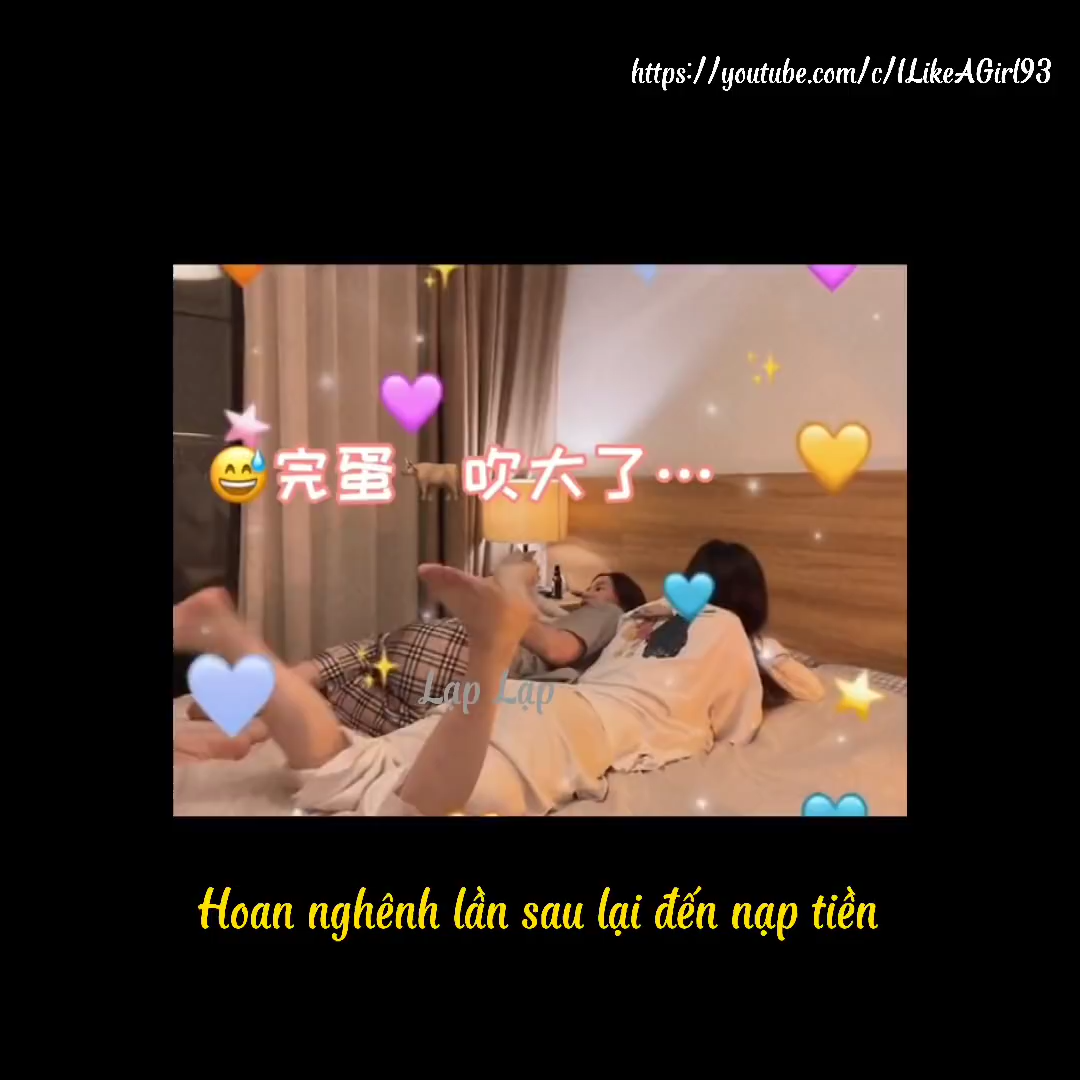 https://youtube.com/c/ILikeAGirl93
😅完蛋🐂吹大了…
Lạp Lạp
Hoan nghênh lần sau lại đến nạp tiền